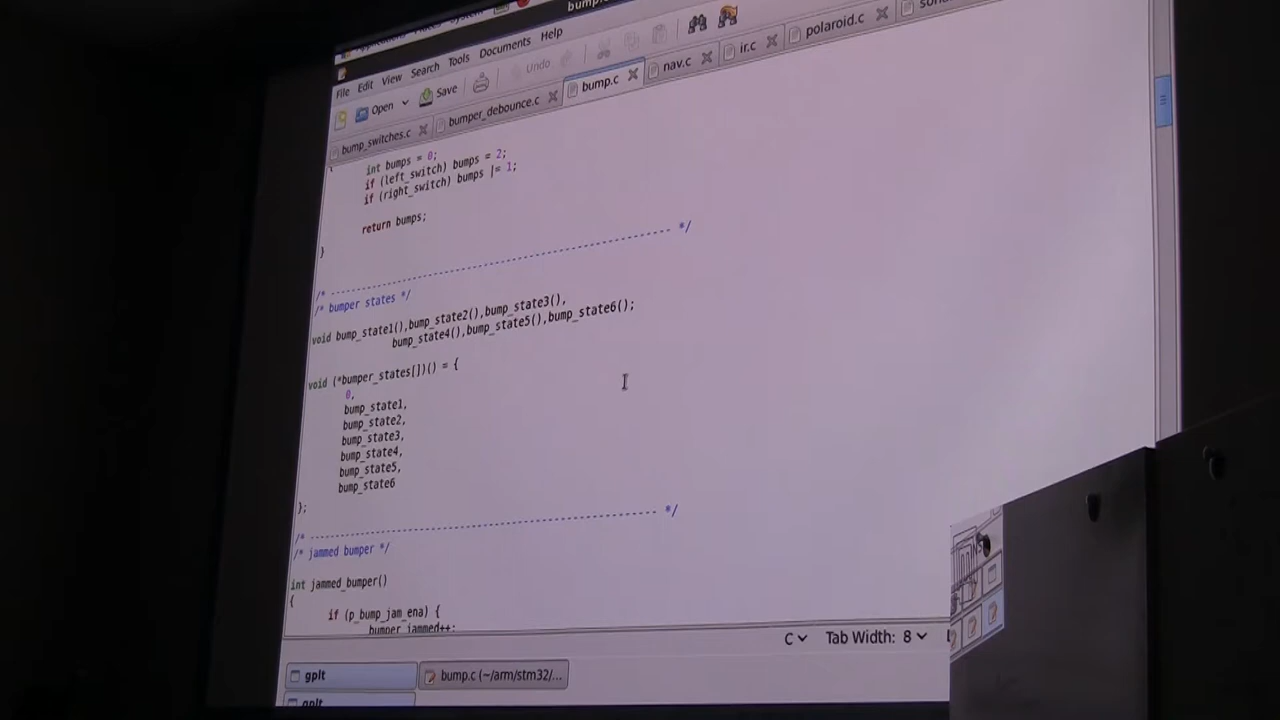 File Edit View Search Tools Documents Help
Open Save Undo
bump_switches.c bumper_debounce.c bump.c nav.c ir.c polaroid.c
int bumps = 0;
if (left_switch) bumps = 2;
if (right_switch) bumps |= 1;
return bumps;
}
/* ---------------------------------------------------- */
/* bumper states */
void bump_state1(),bump_state2(),bump_state3(),
bump_state4(),bump_state5(),bump_state6();
void (*bumper_states[])() = {
0,
bump_state1,
bump_state2,
bump_state3,
bump_state4,
bump_state5,
bump_state6
};
/* ---------------------------------------------------- */
/* jammed bumper */
int jammed_bumper()
{
if (p_bump_jam_ena) {
bumper_jammed++;
C Tab Width: 8
gplt bump.c (~/arm/stm32/...
gplt